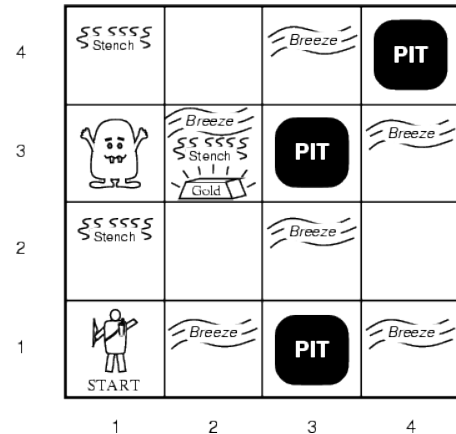 4
Stench
Breeze
PIT
3
Breeze
Stench
Gold
PIT
Breeze
2
Stench
Breeze
1
START
Breeze
PIT
Breeze
1 2 3 4